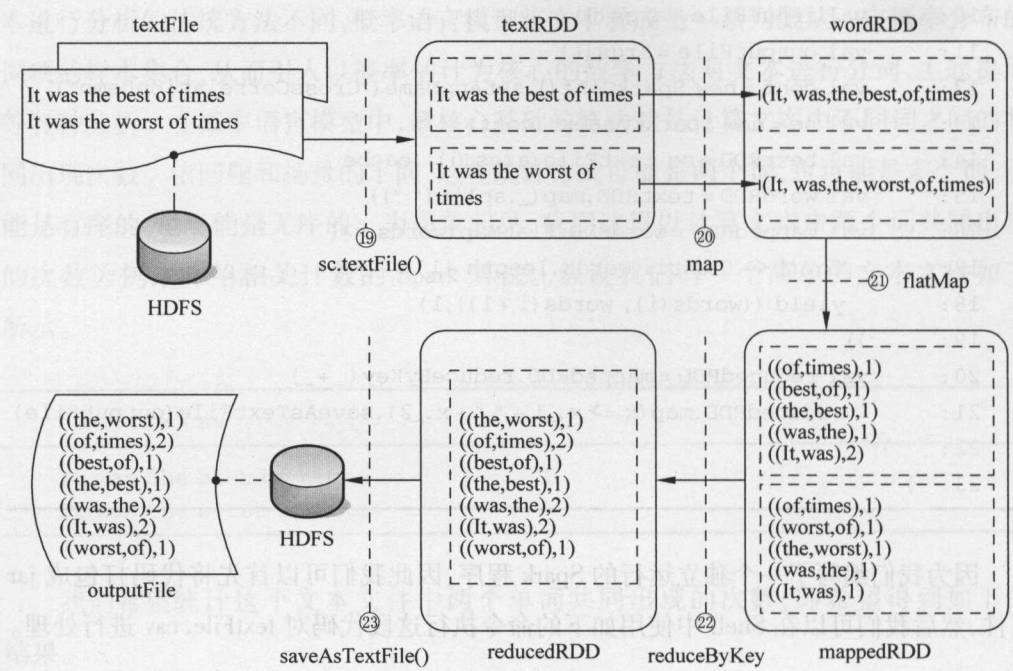 textFile
textRDD
wordRDD
It was the best of times
It was the worst of times
It was the best of times
(It, was,the,best,of,times)
It was the worst of
times
(It, was,the,worst,of,times)
HDFS
⑲
sc.textFile()
⑳
map
㉑ flatMap
((of,times),1)
((best,of),1)
((the,best),1)
((was,the),1)
((It,was),2)
((of,times),1)
((worst,of),1)
((the,worst),1)
((was,the),1)
((It,was),1)
mappedRDD
㉒
reduceByKey
((the,worst),1)
((of,times),2)
((best,of),1)
((the,best),1)
((was,the),2)
((It,was),2)
((worst,of),1)
reducedRDD
㉓
saveAsTextFile()
HDFS
((the,worst),1)
((of,times),2)
((best,of),1)
((the,best),1)
((was,the),2)
((It,was),2)
((worst,of),1)
outputFile